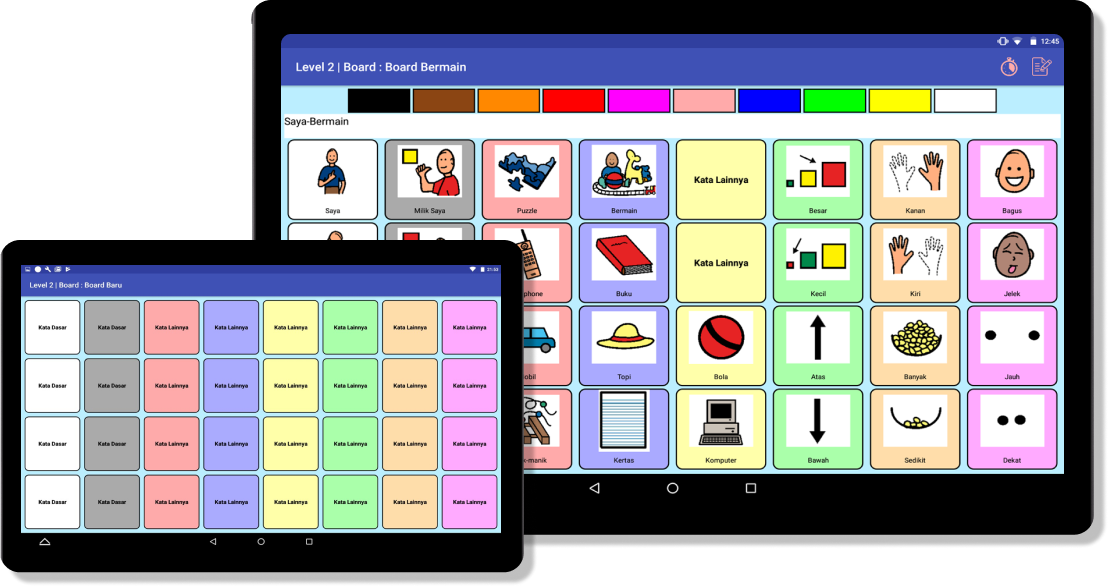 12:45
Level 2 | Board : Board Bermain
Saya-Bermain
Saya Milik Saya Puzzle Bermain Kata Lainnya Besar Kanan Bagus
phone Buku Kata Lainnya Kecil Kiri Jelek
obil Topi Bola Atas Banyak Jauh
-manik Kertas Komputer Bawah Sedikit Dekat
Level 2 | Board : Board Baru
Kata Dasar Kata Dasar Kata Lainnya Kata Lainnya Kata Lainnya Kata Lainnya Kata Lainnya Kata Lainnya
Kata Dasar Kata Dasar Kata Lainnya Kata Lainnya Kata Lainnya Kata Lainnya Kata Lainnya Kata Lainnya
Kata Dasar Kata Dasar Kata Lainnya Kata Lainnya Kata Lainnya Kata Lainnya Kata Lainnya Kata Lainnya
Kata Dasar Kata Dasar Kata Lainnya Kata Lainnya Kata Lainnya Kata Lainnya Kata Lainnya Kata Lainnya